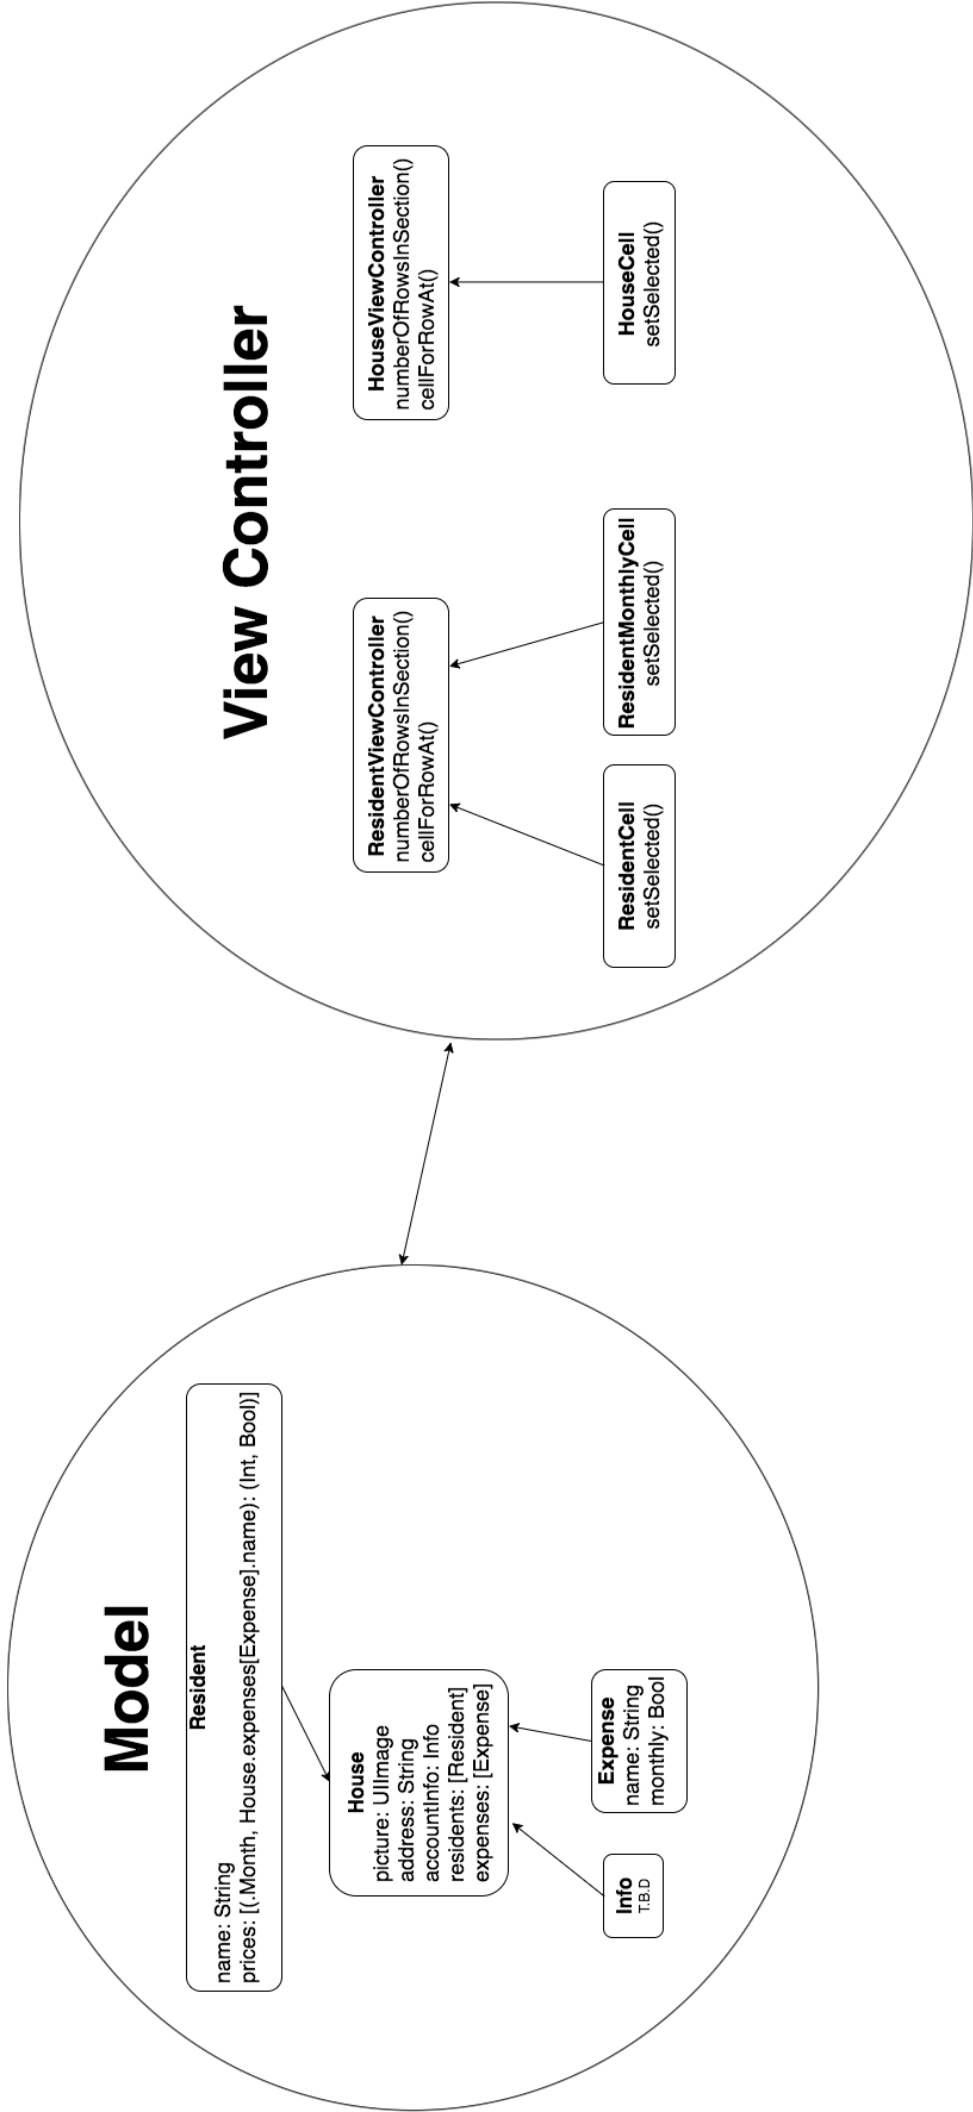 Model
Resident
name: String
prices: [(.Month, House.expenses[Expense].name): (Int, Bool)]
House
picture: UIImage
address: String
accountInfo: Info
residents: [Resident]
expenses: [Expense]
Info
T.B.D
Expense
name: String
monthly: Bool
View Controller
ResidentViewController
numberOfRowsInSection()
cellForRowAt()
HouseViewController
numberOfRowsInSection()
cellForRowAt()
ResidentCell
setSelected()
ResidentMonthlyCell
setSelected()
HouseCell
setSelected()